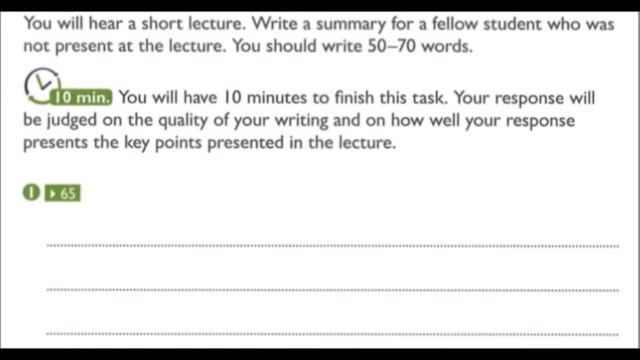 You will hear a short lecture. Write a summary for a fellow student who was
not present at the lecture. You should write 50–70 words.
10 min. You will have 10 minutes to finish this task. Your response will
be judged on the quality of your writing and on how well your response
presents the key points presented in the lecture.
1 65